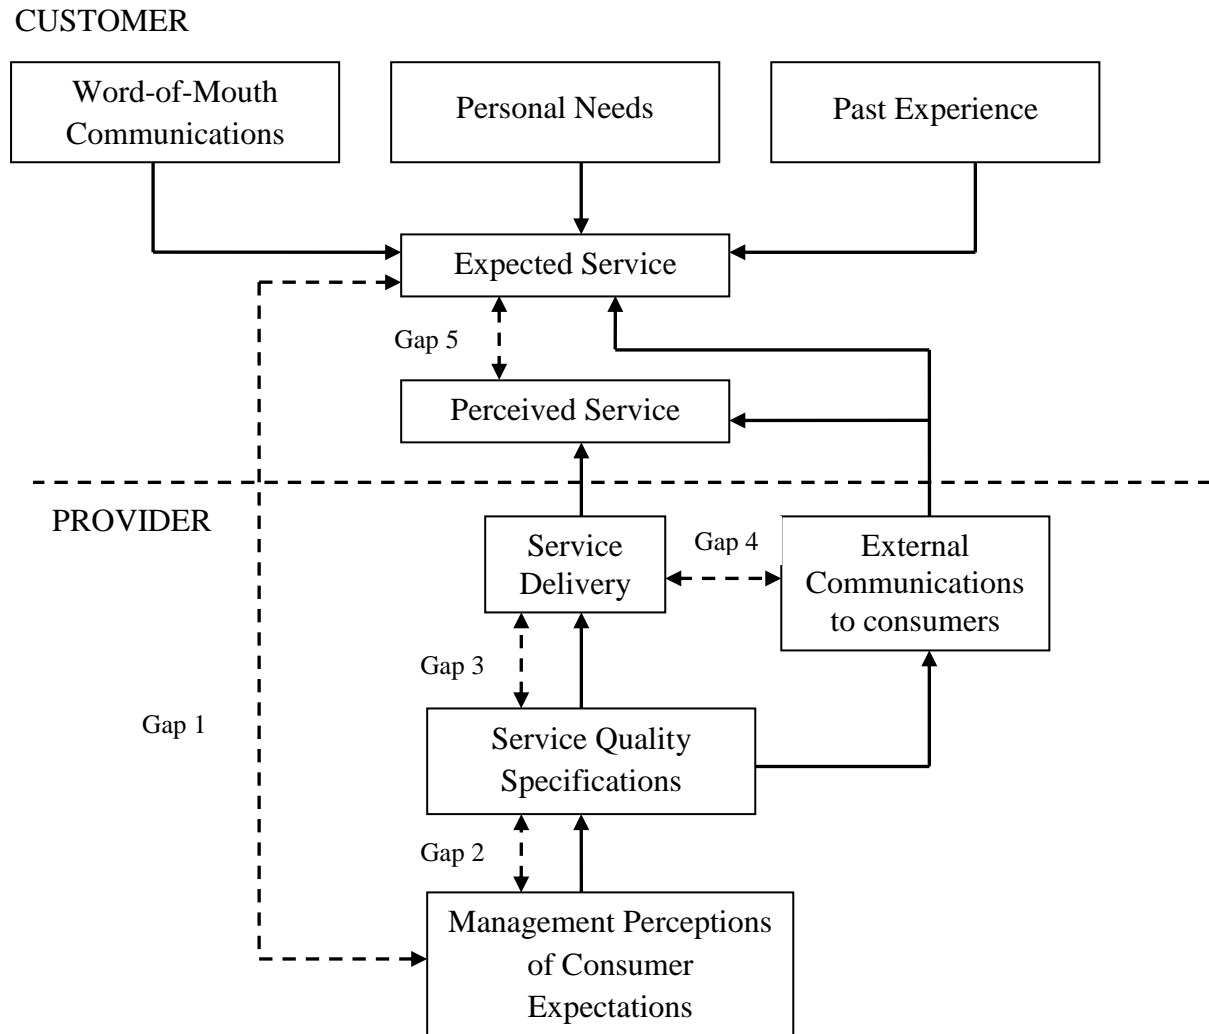 CUSTOMER
Word-of-Mouth
Communications
Personal Needs
Past Experience
Expected Service
Gap 5
Perceived Service
PROVIDER
Service
Delivery
Gap 4
External
Communications
to consumers
Gap 3
Gap 1
Service Quality
Specifications
Gap 2
Management Perceptions
of Consumer
Expectations